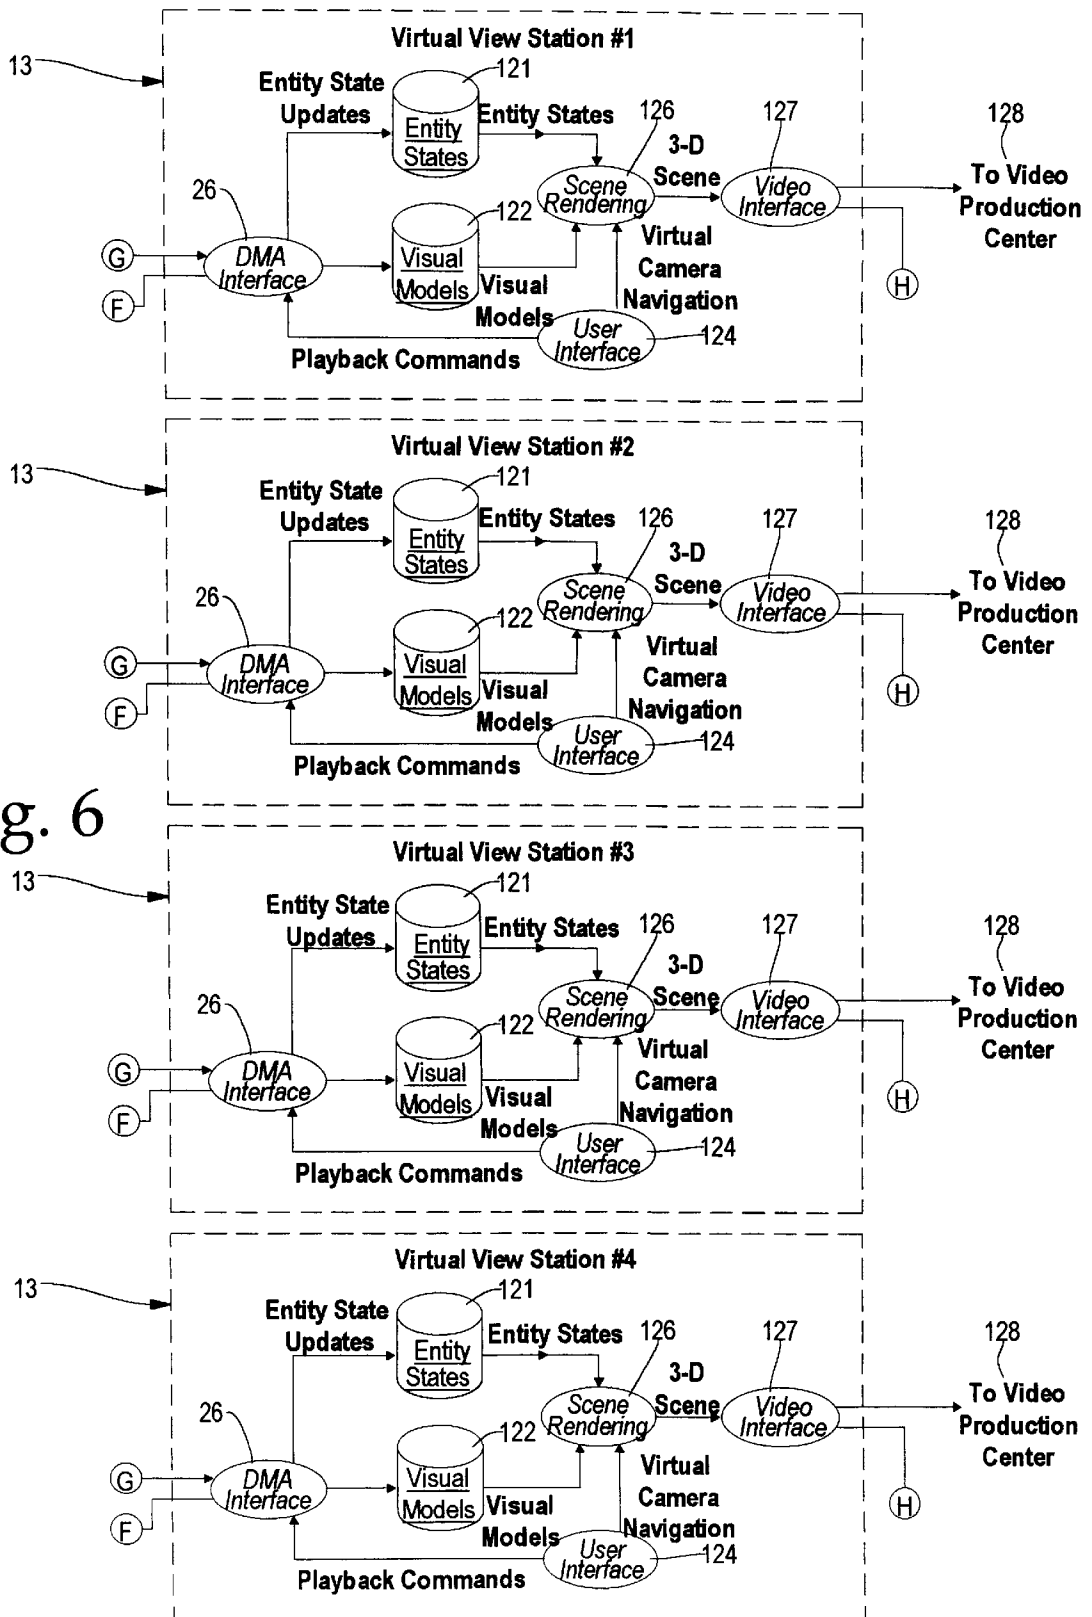 Virtual View Station #1
13
121
Entity State
Updates
Entity States
Entity
States
126
127
128
3-D
Scene
To Video
Production
Center
Scene
Rendering
Video
Interface
26
122
G
F
DMA
Interface
Visual
Models
Visual
Models
Virtual
Camera
Navigation
H
User
Interface
124
Playback Commands
Virtual View Station #2
13
121
Entity State
Updates
Entity States
Entity
States
126
127
128
3-D
Scene
To Video
Production
Center
Scene
Rendering
Video
Interface
26
122
G
F
DMA
Interface
Visual
Models
Visual
Models
Virtual
Camera
Navigation
H
User
Interface
124
Playback Commands
g. 6
Virtual View Station #3
13
121
Entity State
Updates
Entity States
Entity
States
126
127
128
3-D
Scene
To Video
Production
Center
Scene
Rendering
Video
Interface
26
122
G
F
DMA
Interface
Visual
Models
Visual
Models
Virtual
Camera
Navigation
H
User
Interface
124
Playback Commands
Virtual View Station #4
13
121
Entity State
Updates
Entity States
Entity
States
126
127
128
3-D
Scene
To Video
Production
Center
Scene
Rendering
Video
Interface
26
122
G
F
DMA
Interface
Visual
Models
Visual
Models
Virtual
Camera
Navigation
H
User
Interface
124
Playback Commands